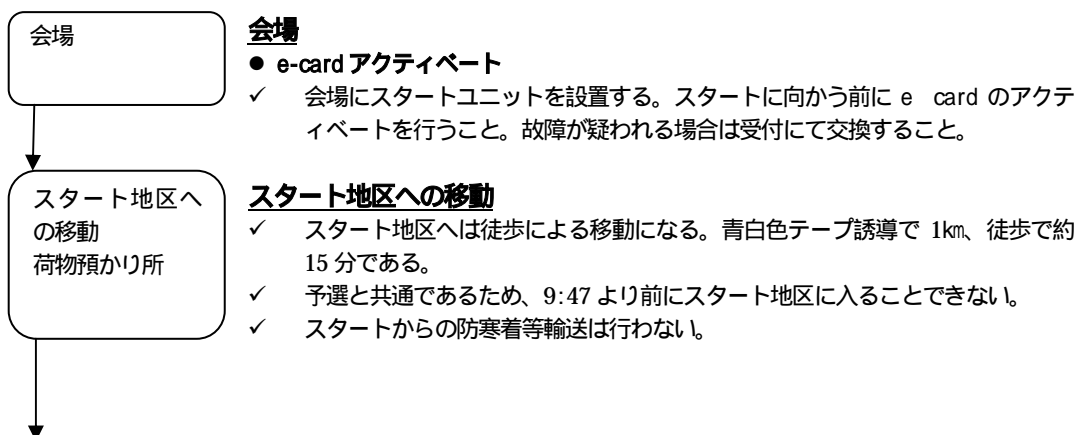 会場
会場
● e-card アクティベート
✓ 会場にスタートユニットを設置する。スタートに向かう前に e card のアクテ
ィベートを行うこと。故障が疑われる場合は受付にて交換すること。
スタート地区へ
の移動
荷物預かり所
スタート地区への移動
✓ スタート地区へは徒歩による移動になる。青白色テープ誘導で 1㎞、徒歩で約
15 分である。
✓ 予選と共通であるため、9:47 より前にスタート地区に入ることできない。
✓ スタートからの防寒着等輸送は行わない。